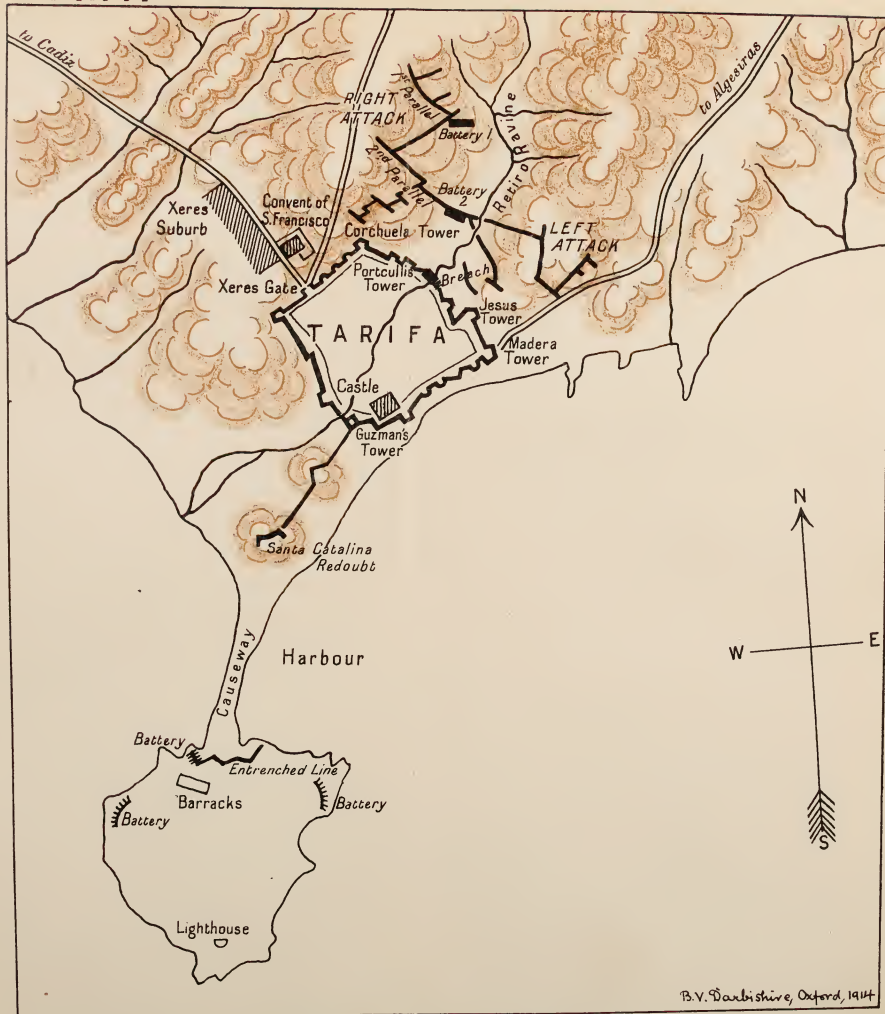 to Cadiz
to Algesiras
RIGHT
ATTACK
1st Parallel
Battery 1
2nd Parallel
Battery
2
Retiro Ravine
Xeres
Suburb
Convent of
S. Francisco
Corchuela Tower
LEFT
ATTACK
Xeres Gate
Portcullis
Tower
Breach
Jesus
Tower
TARIFA
Madera
Tower
Castle
Guzman's
Tower
Santa Catalina
Redoubt
N
W
E
S
Causeway
Harbour
Battery
Entrenched Line
Barracks
Battery
Battery
Lighthouse
B.V. Darbishire, Oxford, 1914